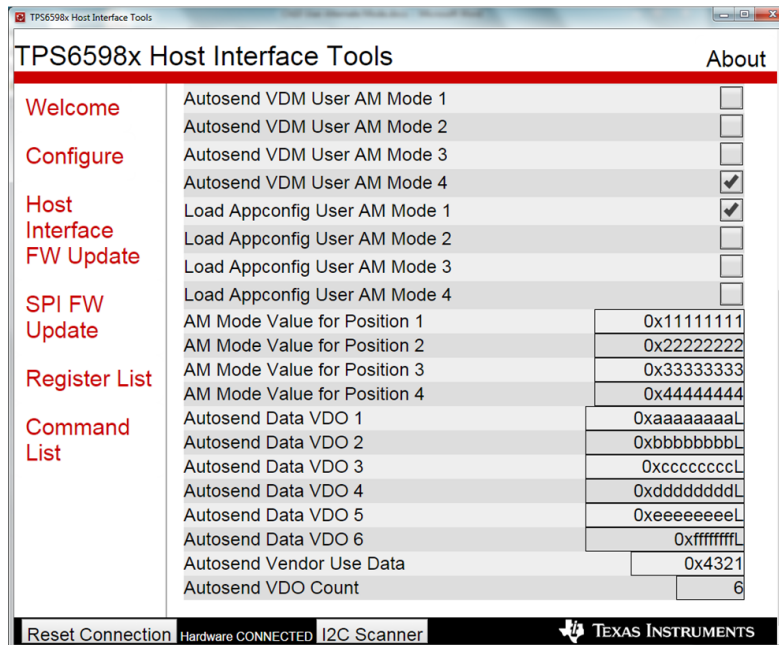 TPS6598x Host Interface Tools
TPS6598x Host Interface Tools
About
Welcome
Configure
Host
Interface
FW Update
SPI FW
Update
Register List
Command
List
Autosend VDM User AM Mode 1
Autosend VDM User AM Mode 2
Autosend VDM User AM Mode 3
Autosend VDM User AM Mode 4
Load Appconfig User AM Mode 1
Load Appconfig User AM Mode 2
Load Appconfig User AM Mode 3
Load Appconfig User AM Mode 4
AM Mode Value for Position 1 0x11111111
AM Mode Value for Position 2 0x22222222
AM Mode Value for Position 3 0x33333333
AM Mode Value for Position 4 0x44444444
Autosend Data VDO 1 0xaaaaaaaaL
Autosend Data VDO 2 0xbbbbbbbbL
Autosend Data VDO 3 0xccccccccL
Autosend Data VDO 4 0xddddddddL
Autosend Data VDO 5 0xeeeeeeeeL
Autosend Data VDO 6 0xffffffffL
Autosend Vendor Use Data 0x4321
Autosend VDO Count 6
Reset Connection Hardware CONNECTED I2C Scanner TEXAS INSTRUMENTS